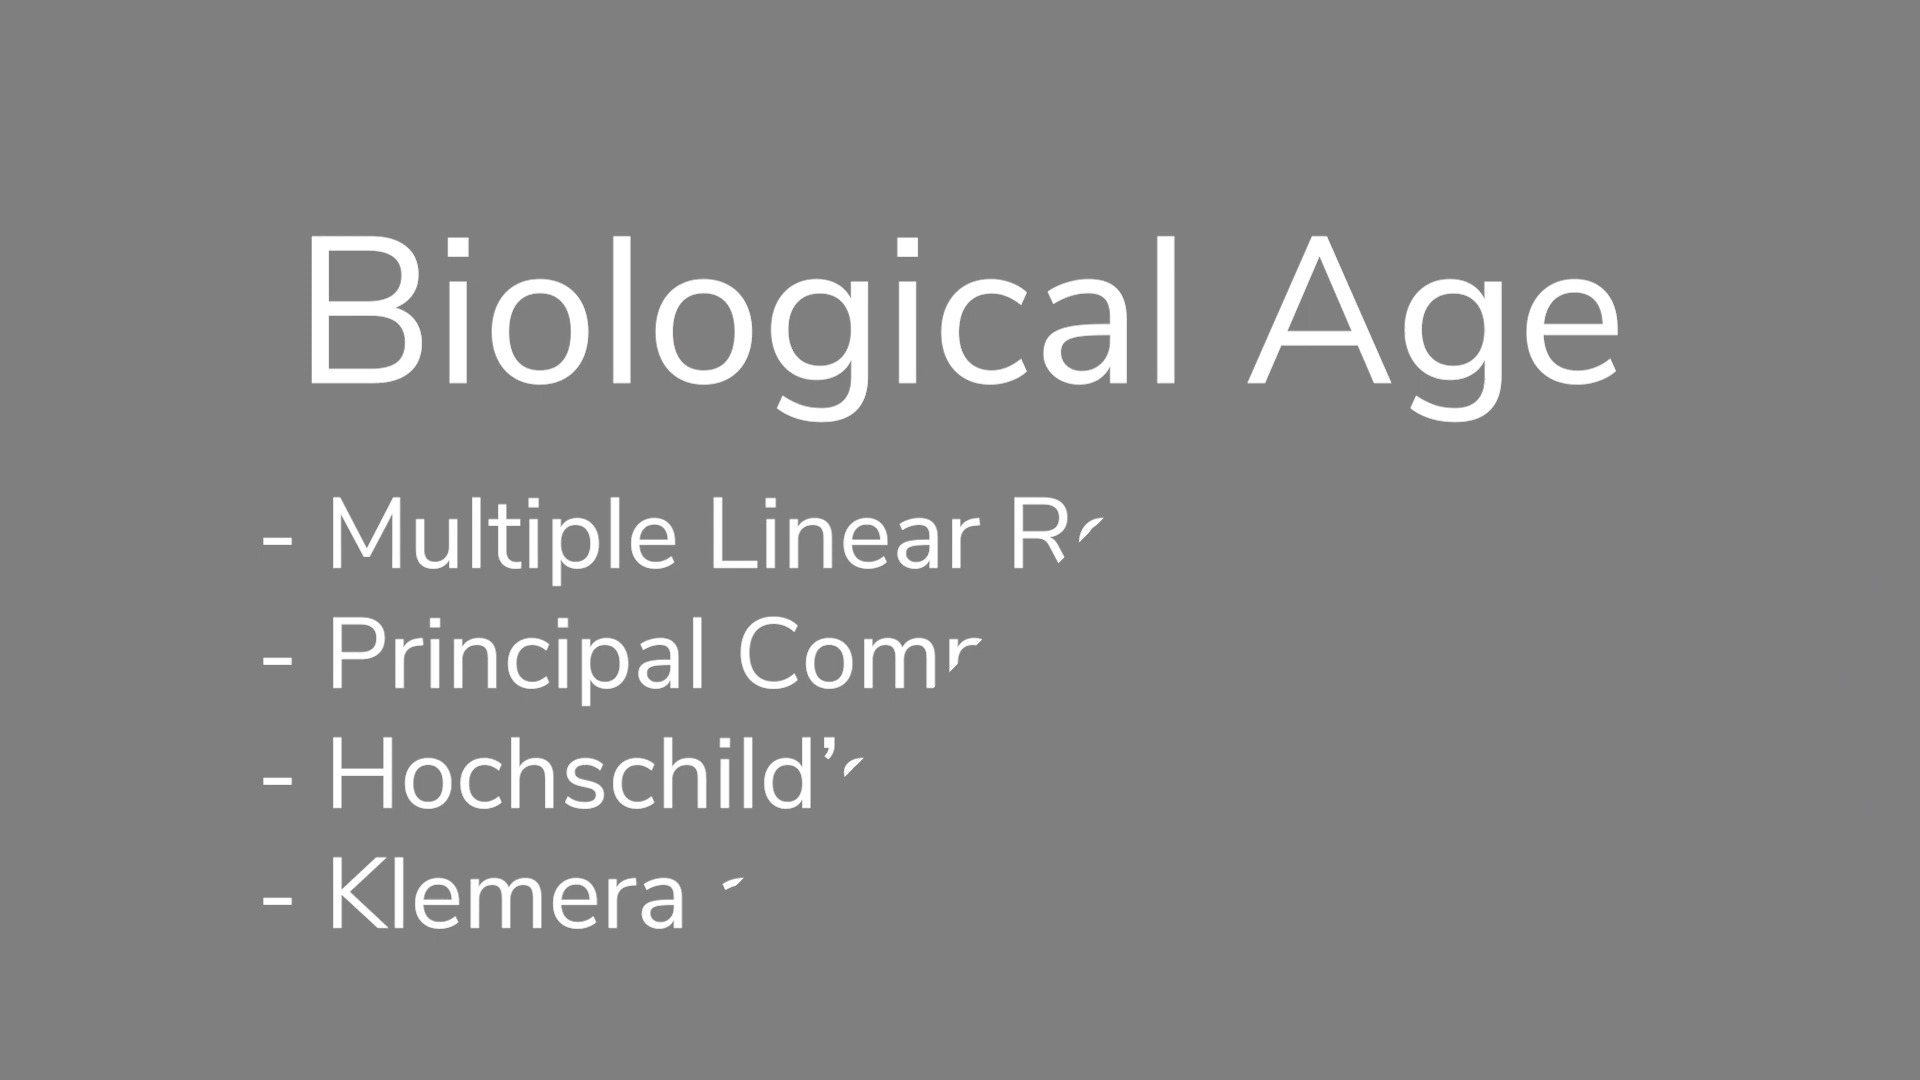 Biological Age
- Multiple Linear
- Principal
- Hochschild's
- Klemera